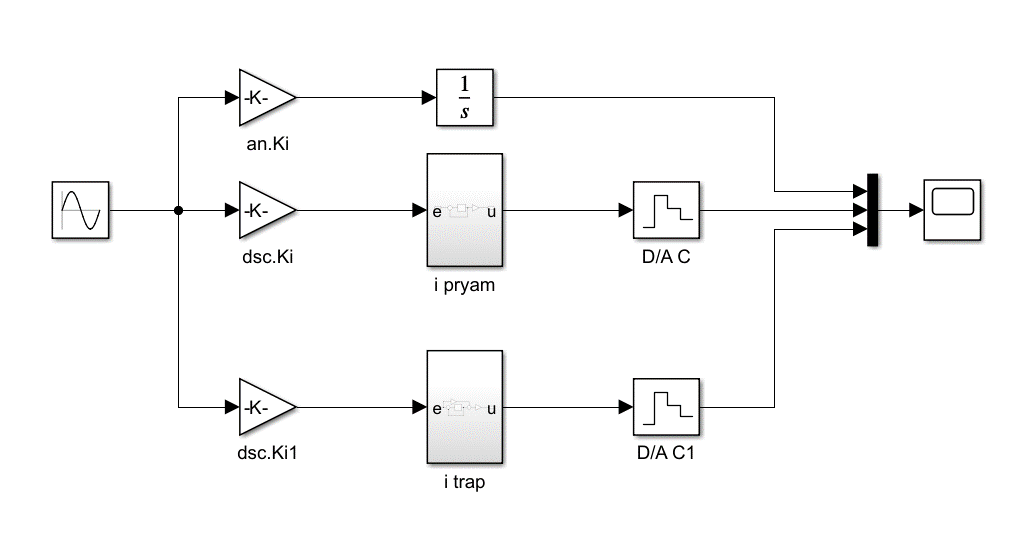 -K-
an.Ki
1
s
-K-
dsc.Ki
e
u
i pryam
D/A C
-K-
dsc.Ki1
e
u
i trap
D/A C1